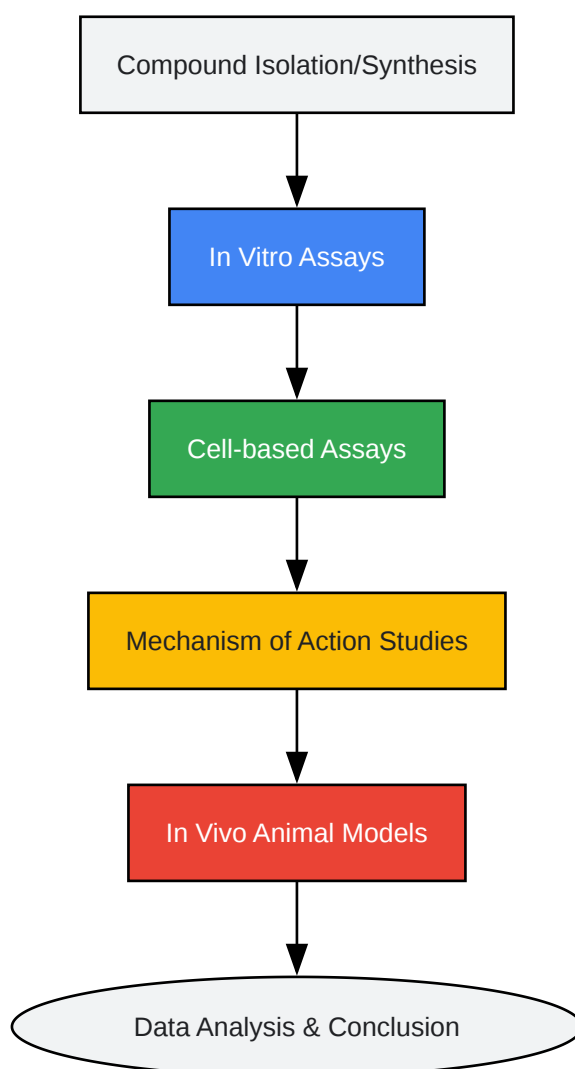 Compound Isolation/Synthesis
In Vitro Assays
Cell-based Assays
Mechanism of Action Studies
In Vivo Animal Models
Data Analysis & Conclusion